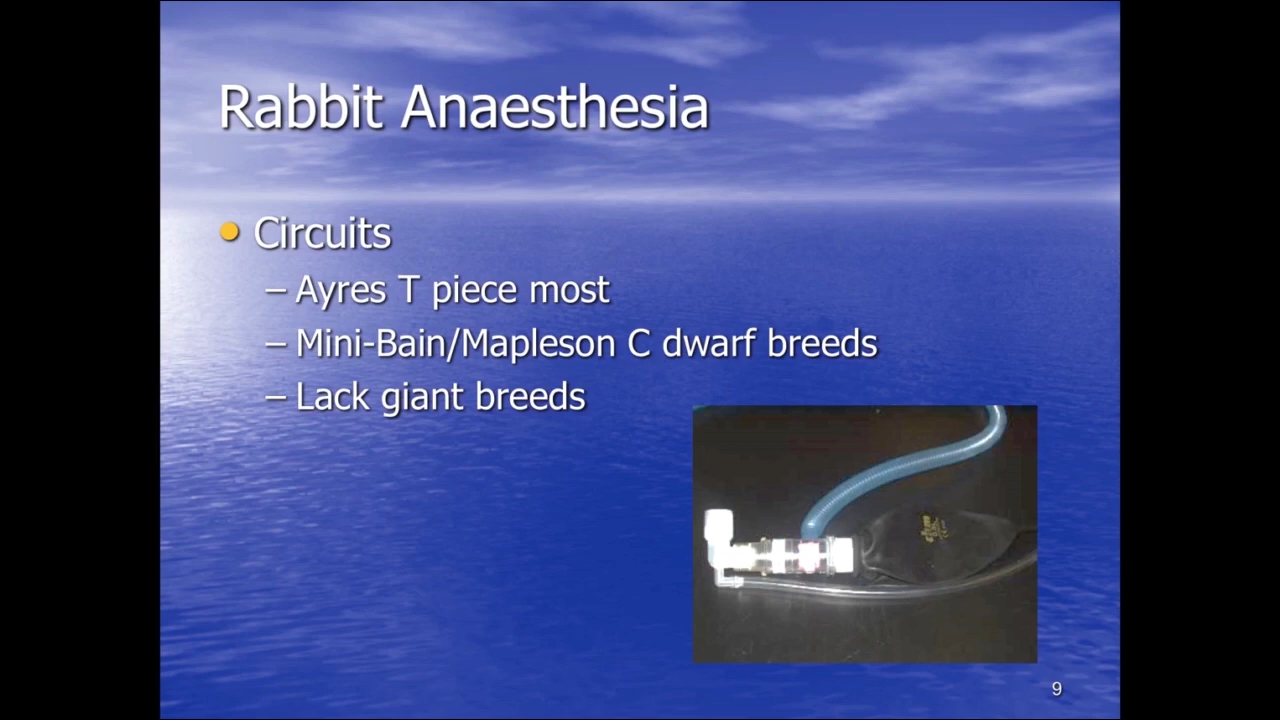 Rabbit Anaesthesia
• Circuits
– Ayres T piece most
– Mini-Bain/Mapleson C dwarf breeds
– Lack giant breeds
9